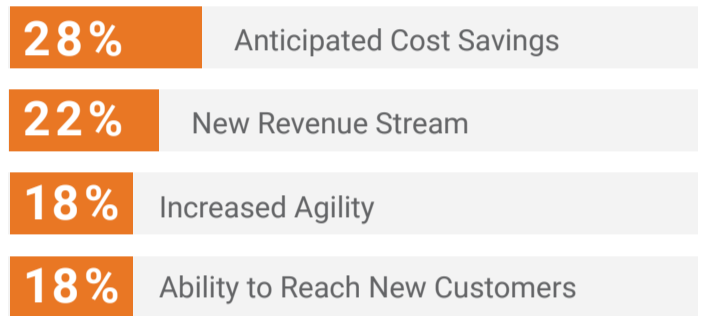 28% Anticipated Cost Savings
22% New Revenue Stream
18% Increased Agility
18% Ability to Reach New Customers